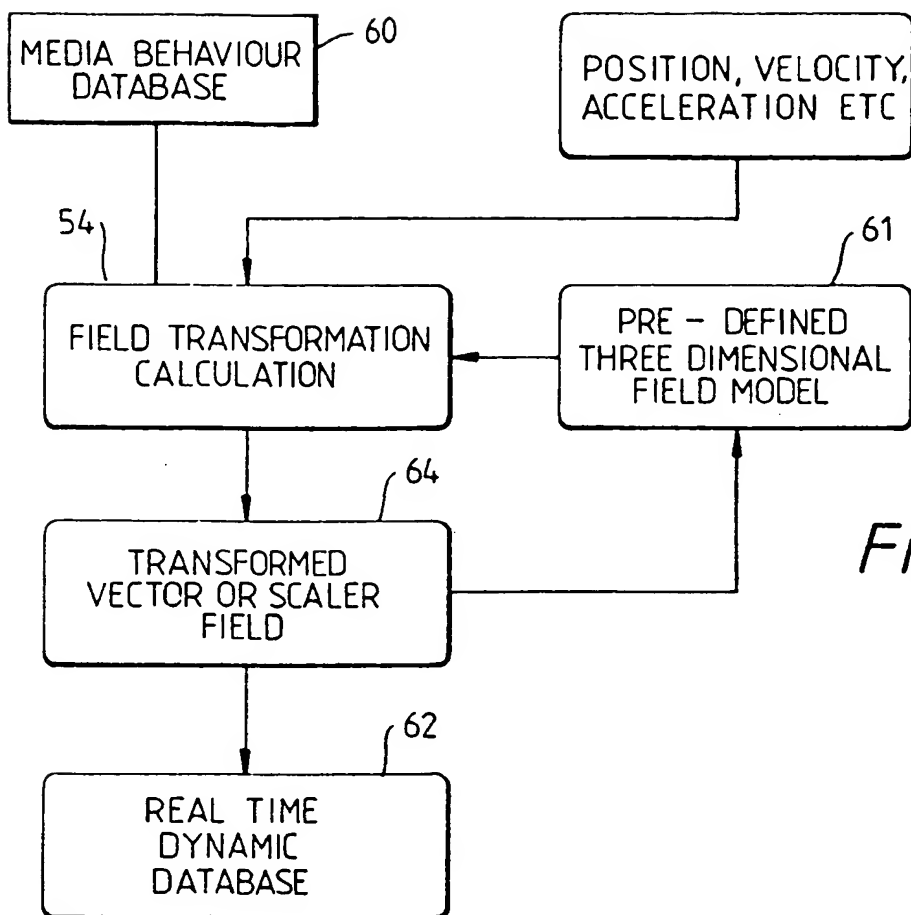 MEDIA BEHAVIOUR
DATABASE
60
POSITION, VELOCITY,
ACCELERATION ETC
54
FIELD TRANSFORMATION
CALCULATION
61
PRE - DEFINED
THREE DIMENSIONAL
FIELD MODEL
64
TRANSFORMED
VECTOR OR SCALER
FIELD
62
REAL TIME
DYNAMIC
DATABASE